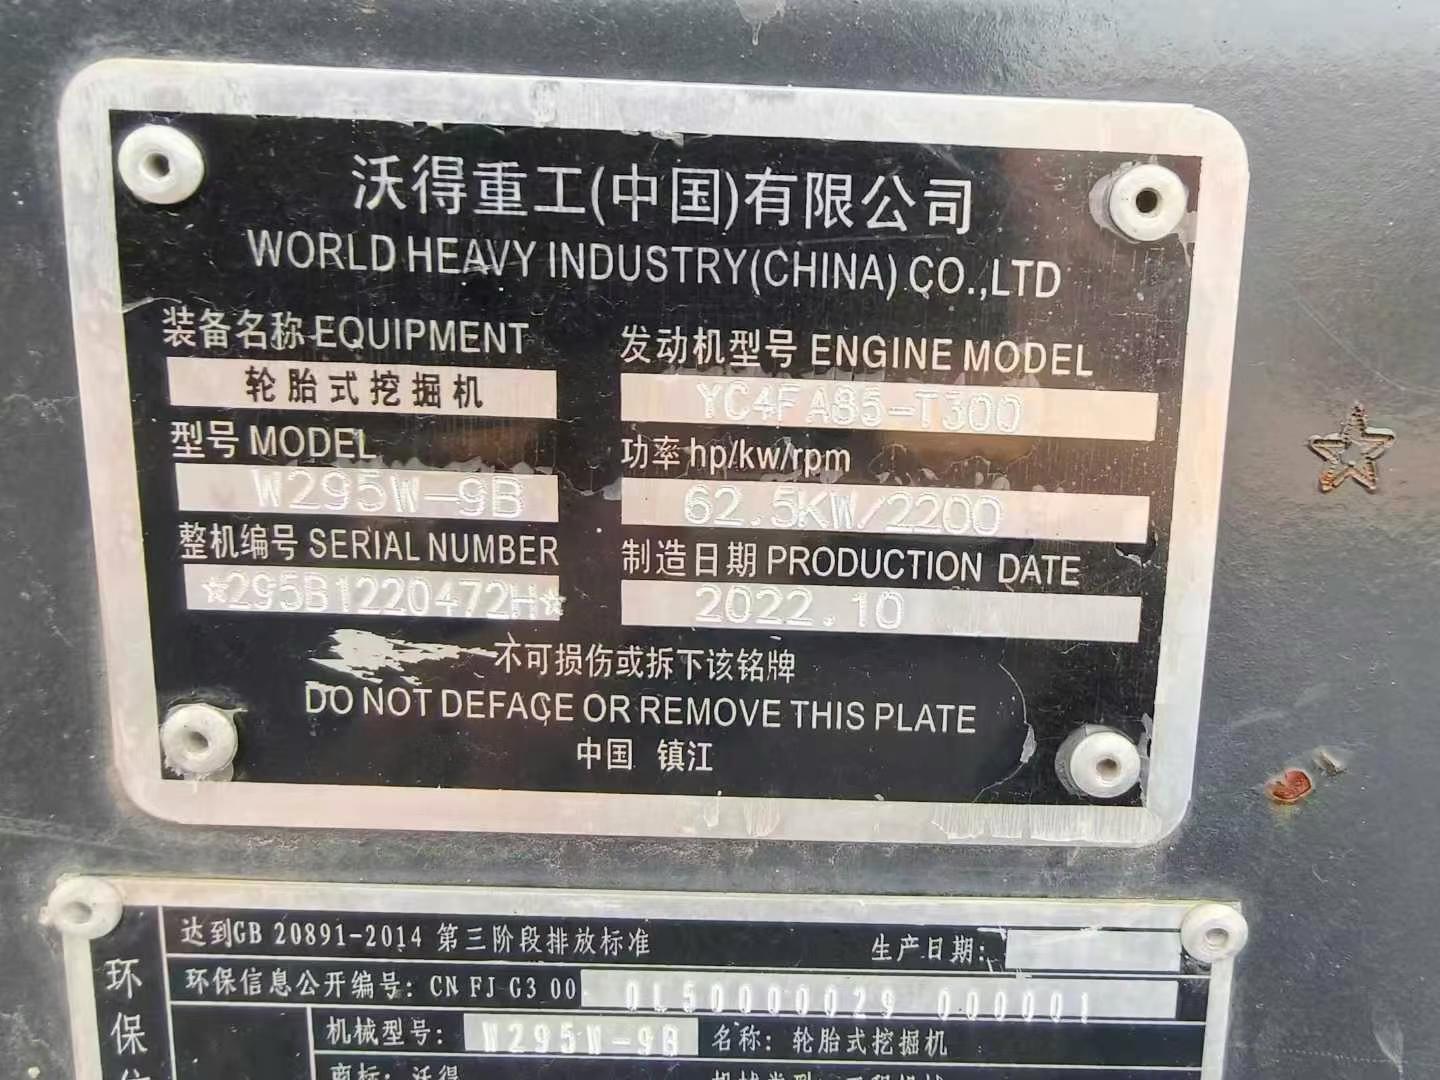 沃得重工(中国)有限公司
WORLD HEAVY INDUSTRY(CHINA) CO.,LTD
装备名称 EQUIPMENT
轮胎式挖掘机
型号 MODEL
W295W-9B
整机编号 SERIAL NUMBER
☆295B1220472H☆
发动机型号 ENGINE MODEL
YC4FA85-T300
功率 hp/kw/rpm
62.5KW/2200
制造日期 PRODUCTION DATE
2022.10
不可损伤或拆下该铭牌
DO NOT DEFACE OR REMOVE THIS PLATE
中国 镇江
达到GB 20891-2014 第三阶段排放标准 生产日期:
环保信息公开编号: CN FJ G3 00 0L50000029 000001
环保
机械型号: W295W-9B 名称: 轮胎式挖掘机
商标: 沃得